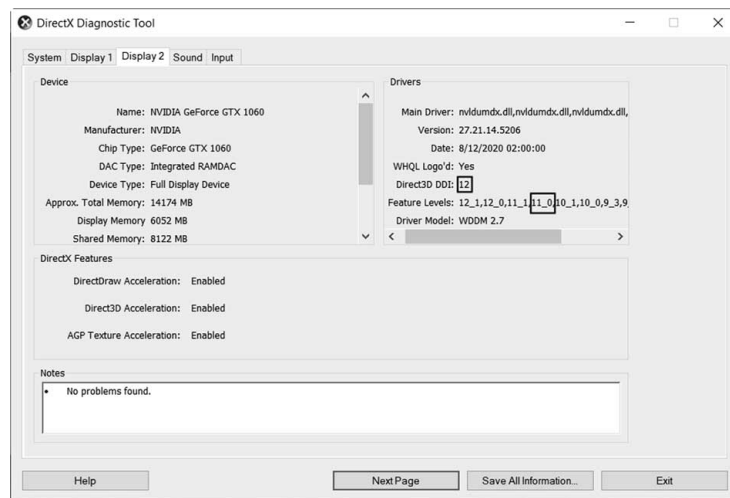 DirectX Diagnostic Tool
System Display 1 Display 2 Sound Input
Device
Name: NVIDIA GeForce GTX 1060
Manufacturer: NVIDIA
Chip Type: GeForce GTX 1060
DAC Type: Integrated RAMDAC
Device Type: Full Display Device
Approx. Total Memory: 14174 MB
Display Memory 6052 MB
Shared Memory: 8122 MB
Drivers
Main Driver: nvldumdx.dll,nvldumdx.dll,nvldumdx.dll,
Version: 27.21.14.5206
Date: 8/12/2020 02:00:00
WHQL Logo'd: Yes
Direct3D DDI: 12
Feature Levels: 12_1,12_0,11_1,11_0,10_1,10_0,9_3,9_
Driver Model: WDDM 2.7
DirectX Features
DirectDraw Acceleration: Enabled
Direct3D Acceleration: Enabled
AGP Texture Acceleration: Enabled
Notes
• No problems found.
Help Next Page Save All Information... Exit